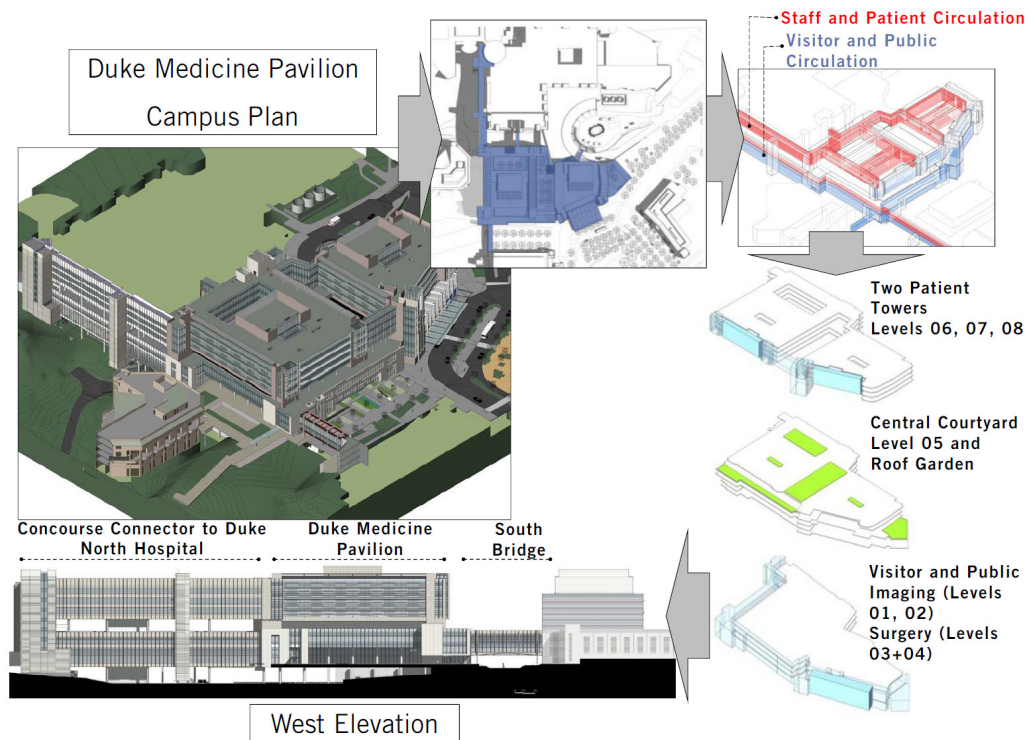 Duke Medicine Pavilion
Campus Plan
Staff and Patient Circulation
Visitor and Public
Circulation
Two Patient
Towers
Levels 06, 07, 08
Central Courtyard
Level 05 and
Roof Garden
Visitor and Public
Imaging (Levels
01, 02)
Surgery (Levels
03+04)
Concourse Connector to Duke
North Hospital
Duke Medicine
Pavilion
South
Bridge
West Elevation